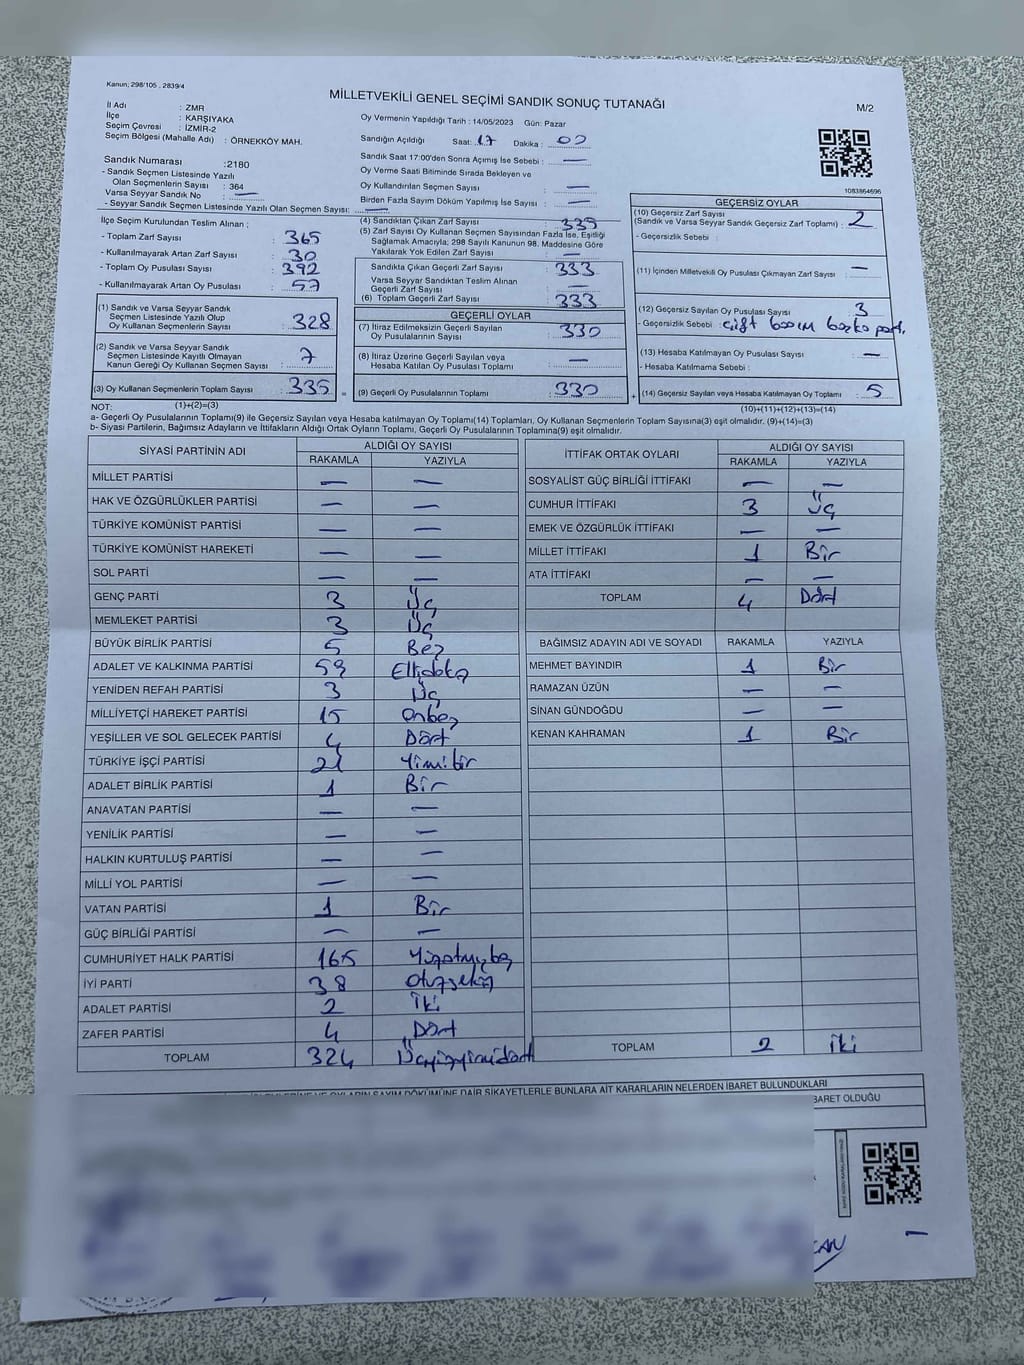 Kanun; 298/105 , 2839/4
MİLLETVEKİLİ GENEL SEÇİMİ SANDIK SONUÇ TUTANAĞI
M/2
İl Adı : ZMR
İlçe : KARŞIYAKA
Seçim Çevresi : İZMİR-2
Seçim Bölgesi (Mahalle Adı) : ÖRNEKKÖY MAH.
Sandık Numarası :2180
- Sandık Seçmen Listesinde Yazılı
Olan Seçmenlerin Sayısı : 364
Varsa Seyyar Sandık No : —
- Seyyar Sandık Seçmen Listesinde Yazılı Olan Seçmen Sayısı: —
Oy Vermenin Yapıldığı Tarih : 14/05/2023 Gün: Pazar
Sandığın Açıldığı Saat: 17 Dakika : 00
Sandık Saat 17:00'den Sonra Açımış İse Sebebi : —
Oy Verme Saati Bitiminde Sırada Bekleyen ve
Oy Kullandırılan Seçmen Sayısı : —
Birden Fazla Sayım Döküm Yapılmış İse Sayısı : —
1083864696
İlçe Seçim Kurulundan Teslim Alınan ;
- Toplam Zarf Sayısı : 365
- Kullanılmayarak Artan Zarf Sayısı : 30
- Toplam Oy Pusulası Sayısı : 392
- Kullanılmayarak Artan Oy Pusulası : 57
(1) Sandık ve Varsa Seyyar Sandık
Seçmen Listesinde Yazılı Olup
Oy Kullanan Seçmenlerin Sayısı : 328
(2) Sandık ve Varsa Seyyar Sandık
Seçmen Listesinde Kayıtlı Olmayan
Kanun Gereği Oy Kullanan Seçmen Sayısı : 7
(3) Oy Kullanan Seçmenlerin Toplam Sayısı : 335
(4) Sandıktan Çıkan Zarf Sayısı : 335
(5) Zarf Sayısı Oy Kullanan Seçmen Sayısından Fazla İse, Eşitliği
Sağlamak Amacıyla; 298 Sayılı Kanunun 98. Maddesine Göre
Yakılarak Yok Edilen Zarf Sayısı : —
Sandıkta Çıkan Geçerli Zarf Sayısı : 333
Varsa Seyyar Sandıktan Teslim Alınan
Geçerli Zarf Sayısı : —
(6) Toplam Geçerli Zarf Sayısı : 333
GEÇERLİ OYLAR
(7) İtiraz Edilmeksizin Geçerli Sayılan
Oy Pusulalarının Sayısı : 330
(8) İtiraz Üzerine Geçerli Sayılan veya
Hesaba Katılan Oy Pusulası Toplamı : —
= (9) Geçerli Oy Pusulalarının Toplamı : 330
GEÇERSİZ OYLAR
(10) Geçersiz Zarf Sayısı
(Sandık ve Varsa Seyyar Sandık Geçersiz Zarf Toplamı) : 2
- Geçersizlik Sebebi :
(11) İçinden Milletvekili Oy Pusulası Çıkmayan Zarf Sayısı : —
(12) Geçersiz Sayılan Oy Pusulası Sayısı : 3
- Geçersizlik Sebebi : çift basım başka part.
(13) Hesaba Katılmayan Oy Pusulası Sayısı : —
- Hesaba Katılmama Sebebi :
+ (14) Geçersiz Sayılan veya Hesaba Katılmayan Oy Toplamı : 5
NOT: (1)+(2)=(3)
(10)+(11)+(12)+(13)=(14)
a- Geçerli Oy Pusulalarının Toplamı(9) ile Geçersiz Sayılan veya Hesaba katılmayan Oy Toplamı(14) Toplamları, Oy Kullanan Seçmenlerin Toplam Sayısına(3) eşit olmalıdır. (9)+(14)=(3)
b- Siyasi Partilerin, Bağımsız Adayların ve İttifakların Aldığı Ortak Oyların Toplamı, Geçerli Oy Pusulalarının Toplamına(9) eşit olmalıdır.
SİYASİ PARTİNİN ADI ALDIĞI OY SAYISI
RAKAMLA YAZIYLA
MİLLET PARTİSİ — —
HAK VE ÖZGÜRLÜKLER PARTİSİ — —
TÜRKİYE KOMÜNİST PARTİSİ — —
TÜRKİYE KOMÜNİST HAREKETİ — —
SOL PARTİ — —
GENÇ PARTİ 3 Üç
MEMLEKET PARTİSİ 3 Üç
BÜYÜK BİRLİK PARTİSİ 5 Beş
ADALET VE KALKINMA PARTİSİ 59 Ellidokz
YENİDEN REFAH PARTİSİ 3 Üç
MİLLİYETÇİ HAREKET PARTİSİ 15 onbeş
YEŞİLLER VE SOL GELECEK PARTİSİ 4 Dört
TÜRKİYE İŞÇİ PARTİSİ 21 Yirmibir
ADALET BİRLİK PARTİSİ 1 Bir
ANAVATAN PARTİSİ — —
YENİLİK PARTİSİ — —
HALKIN KURTULUŞ PARTİSİ — —
MİLLİ YOL PARTİSİ — —
VATAN PARTİSİ 1 Bir
GÜÇ BİRLİĞİ PARTİSİ — —
CUMHURİYET HALK PARTİSİ 165 Yüzatmışbeş
İYİ PARTİ 38 otuzsekiz
ADALET PARTİSİ 2 İki
ZAFER PARTİSİ 4 Dört
TOPLAM 324 Üçyüzyirmidört
İTTİFAK ORTAK OYLARI ALDIĞI OY SAYISI
RAKAMLA YAZIYLA
SOSYALİST GÜÇ BİRLİĞİ İTTİFAKI — —
CUMHUR İTTİFAKI 3 Üç
EMEK VE ÖZGÜRLÜK İTTİFAKI — —
MİLLET İTTİFAKI 1 Bir
ATA İTTİFAKI — —
TOPLAM 4 Dört
BAĞIMSIZ ADAYIN ADI VE SOYADI RAKAMLA YAZIYLA
MEHMET BAYINDIR 1 Bir
RAMAZAN ÜZÜN — —
SİNAN GÜNDOĞDU — —
KENAN KAHRAMAN 1 Bir
TOPLAM 2 İki
OYLARIN SAYIM DÖKÜMÜNE DAİR ŞİKAYETLERLE BUNLARA AİT KARARLARIN NELERDEN İBARET BULUNDUKLARI
İBARET OLDUĞU